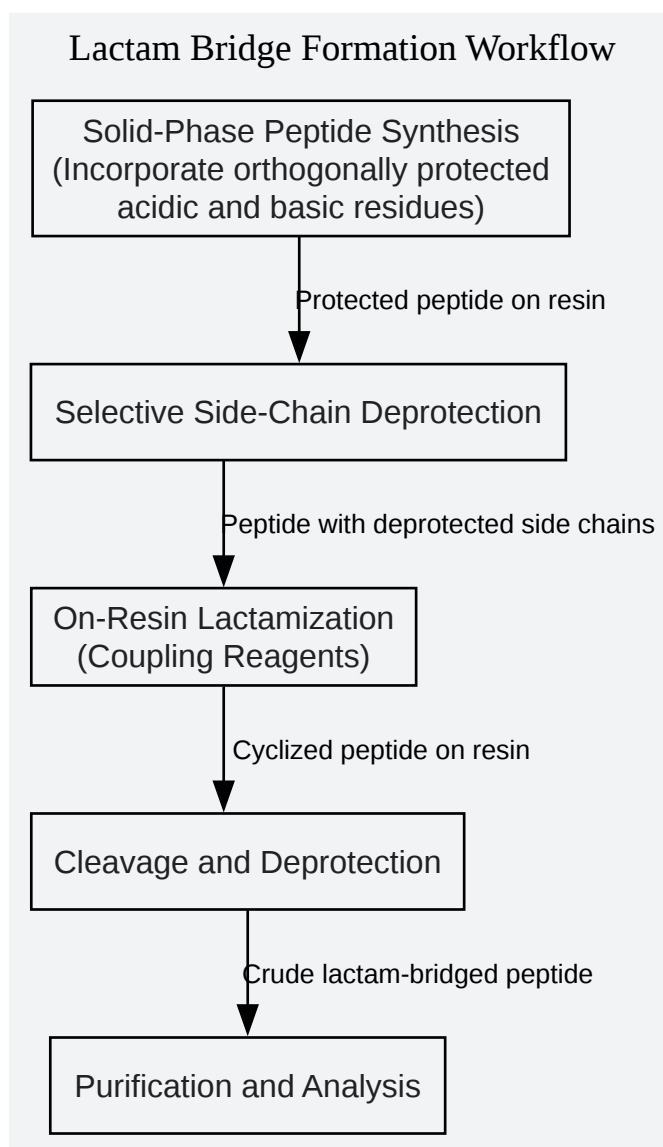 Lactam Bridge Formation Workflow
Solid-Phase Peptide Synthesis
(Incorporate orthogonally protected
acidic and basic residues)
Protected peptide on resin
Selective Side-Chain Deprotection
Peptide with deprotected side chains
On-Resin Lactamization
(Coupling Reagents)
Cyclized peptide on resin
Cleavage and Deprotection
Crude lactam-bridged peptide
Purification and Analysis